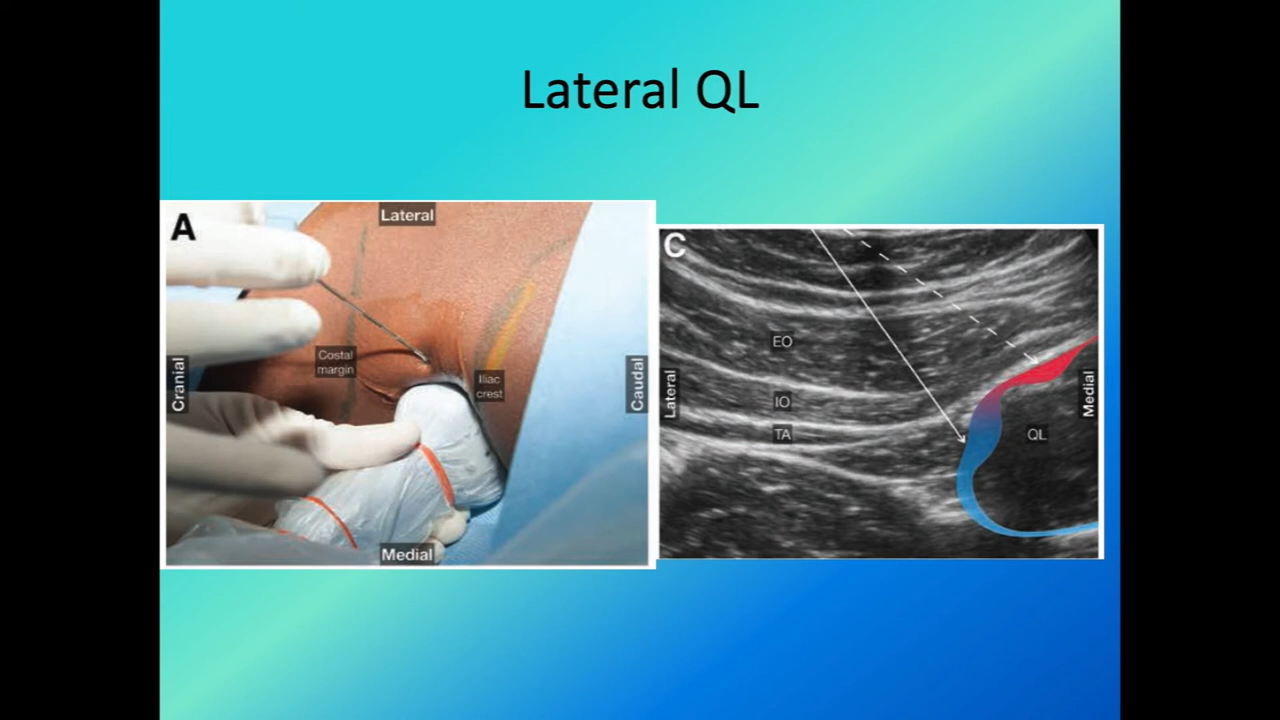 Lateral QL
A
Lateral
Costal
margin
Iliac
crest
Cranial
Caudal
Medial
C
EO
IO
TA
QL
Lateral
Medial